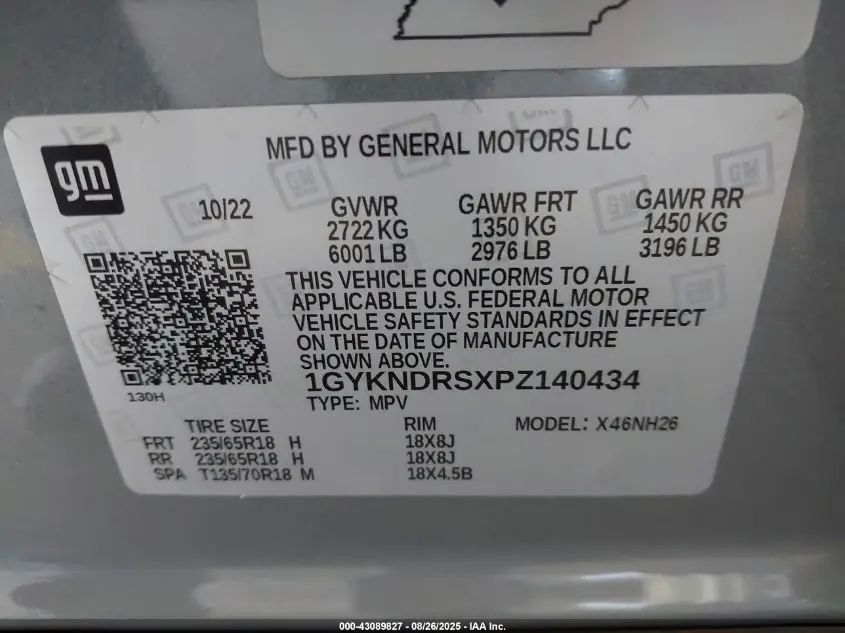 MFD BY GENERAL MOTORS LLC
gm
10/22
GVWR
2722 KG
6001 LB
GAWR FRT
1350 KG
2976 LB
GAWR RR
1450 KG
3196 LB
THIS VEHICLE CONFORMS TO ALL
APPLICABLE U.S. FEDERAL MOTOR
VEHICLE SAFETY STANDARDS IN EFFECT
ON THE DATE OF MANUFACTURE
SHOWN ABOVE.
130H
1GYKNDRSXPZ140434
TYPE: MPV
TIRE SIZE RIM MODEL: X46NH26
FRT 235/65R18 H 18X8J
RR 235/65R18 H 18X8J
SPA T135/70R18 M 18X4.5B
000-43089827 - 08/26/2025 - IAA Inc.